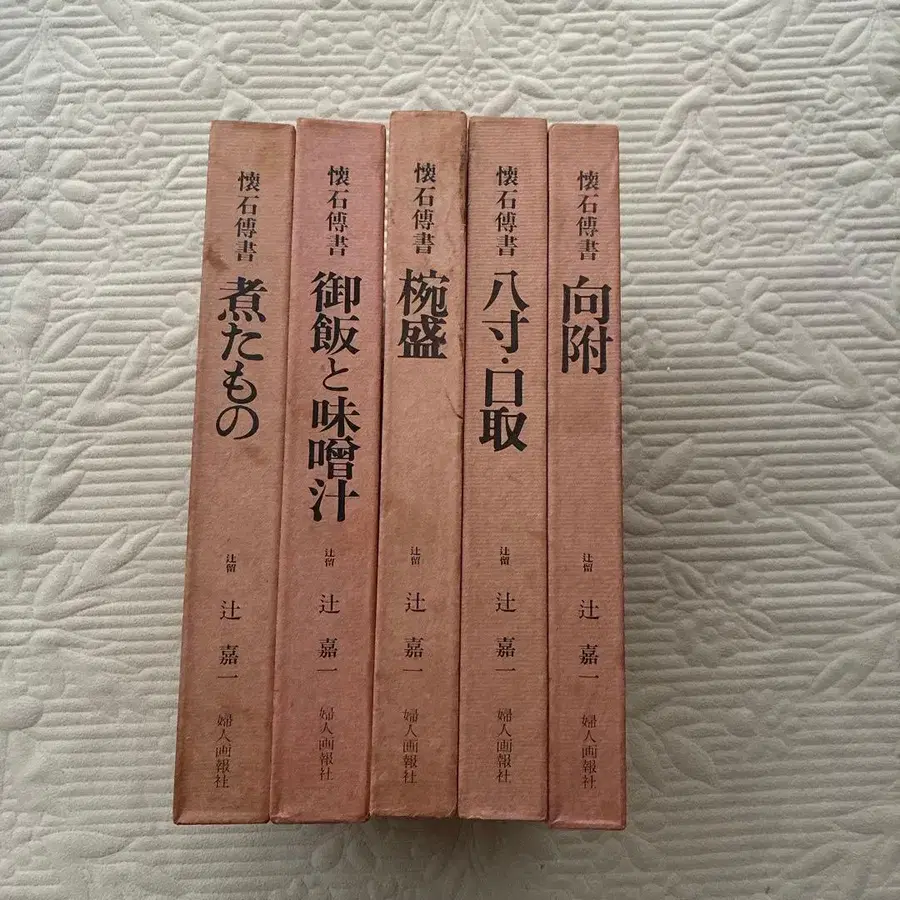 懐石傳書
煮たもの
辻留
辻 嘉一
婦人画報社
懐石傳書
御飯と味噌汁
辻留
辻 嘉一
婦人画報社
懐石傳書
椀盛
辻留
辻 嘉一
婦人画報社
懐石傳書
八寸・口取
辻留
辻 嘉一
婦人画報社
懐石傳書
向附
辻留
辻 嘉一
婦人画報社